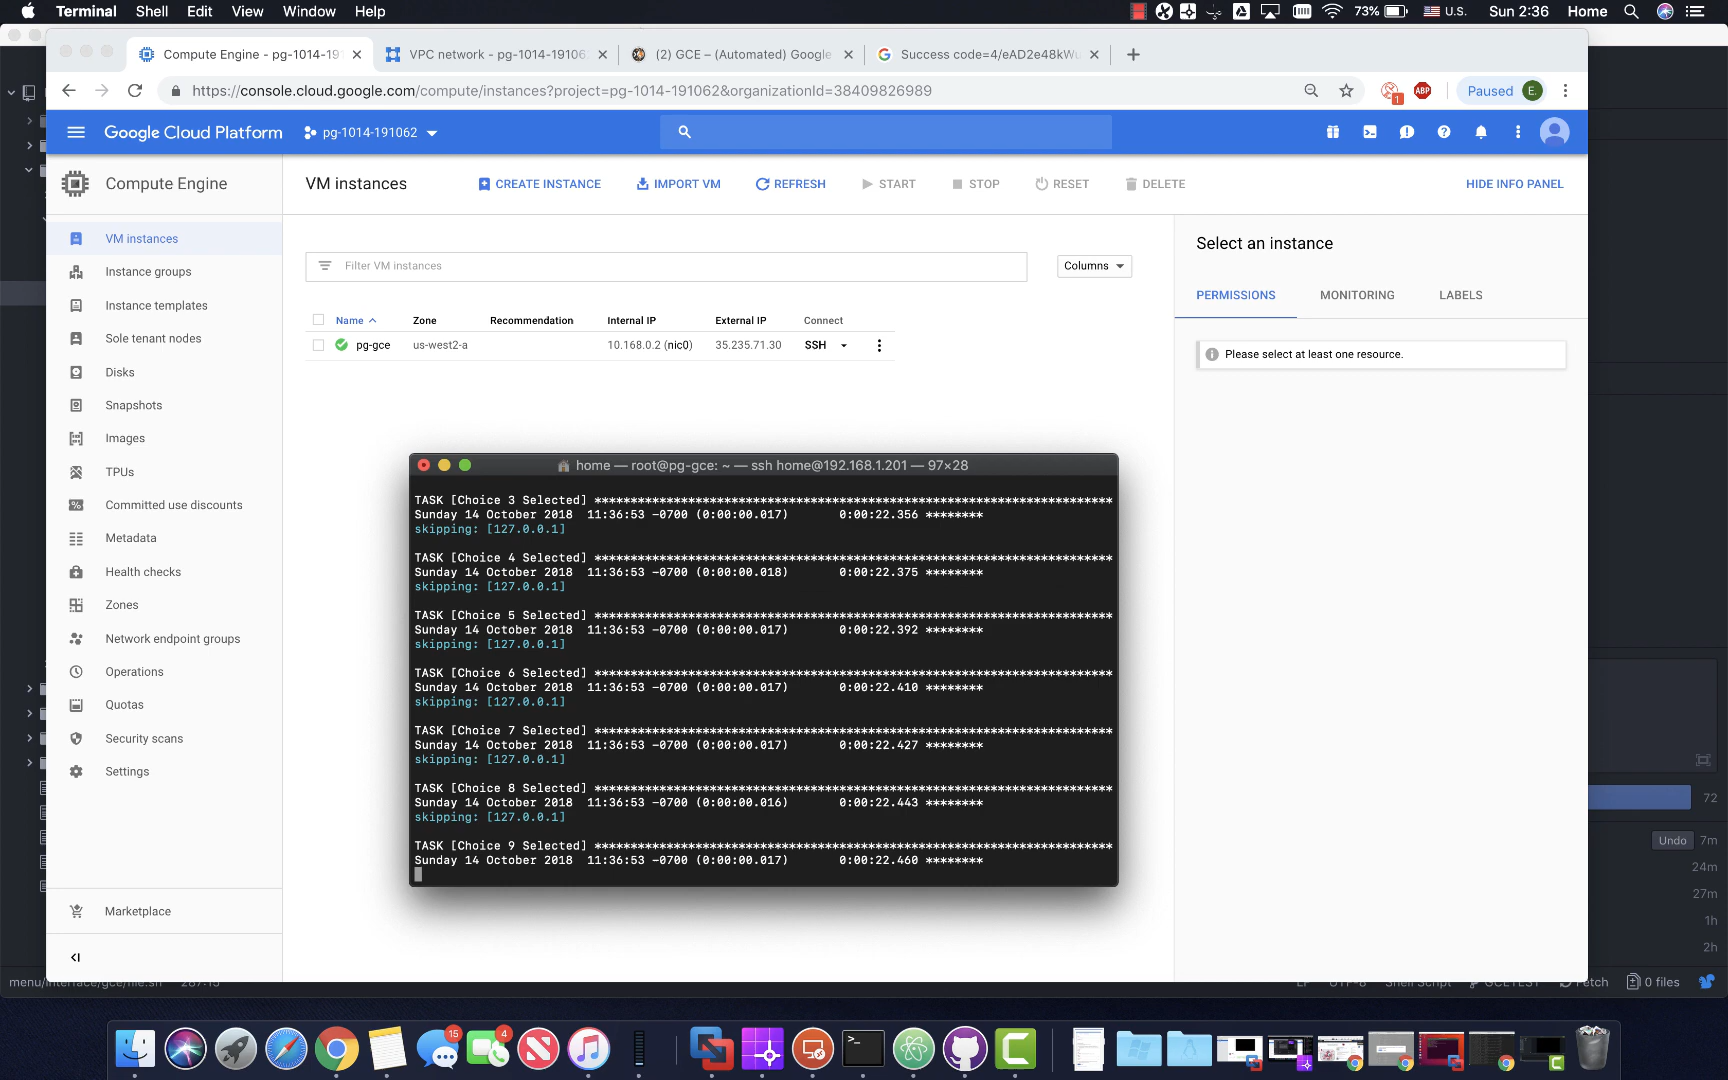 Terminal Shell Edit View Window Help
73% U.S. Sun 2:36 Home
Compute Engine - pg-1014-191
VPC network - pg-1014-19106
(2) GCE – (Automated) Google
Success code=4/eAD2e48kWu
https://console.cloud.google.com/compute/instances?project=pg-1014-191062&organizationId=38409826989
1
ABP
Paused E
Google Cloud Platform
pg-1014-191062
Compute Engine
VM instances
CREATE INSTANCE
IMPORT VM
REFRESH
START
STOP
RESET
DELETE
HIDE INFO PANEL
VM instances
Instance groups
Instance templates
Sole tenant nodes
Disks
Snapshots
Images
TPUs
Committed use discounts
Metadata
Health checks
Zones
Network endpoint groups
Operations
Quotas
Security scans
Settings
Marketplace
Filter VM instances
Columns
Name Zone Recommendation Internal IP External IP Connect
pg-gce us-west2-a 10.168.0.2 (nic0) 35.235.71.30 SSH
Select an instance
PERMISSIONS MONITORING LABELS
Please select at least one resource.
home — root@pg-gce: ~ — ssh home@192.168.1.201 — 97×28
TASK [Choice 3 Selected] ************************************************************************
Sunday 14 October 2018  11:36:53 -0700 (0:00:00.017)       0:00:22.356 ********
skipping: [127.0.0.1]
TASK [Choice 4 Selected] ************************************************************************
Sunday 14 October 2018  11:36:53 -0700 (0:00:00.018)       0:00:22.375 ********
skipping: [127.0.0.1]
TASK [Choice 5 Selected] ************************************************************************
Sunday 14 October 2018  11:36:53 -0700 (0:00:00.017)       0:00:22.392 ********
skipping: [127.0.0.1]
TASK [Choice 6 Selected] ************************************************************************
Sunday 14 October 2018  11:36:53 -0700 (0:00:00.017)       0:00:22.410 ********
skipping: [127.0.0.1]
TASK [Choice 7 Selected] ************************************************************************
Sunday 14 October 2018  11:36:53 -0700 (0:00:00.017)       0:00:22.427 ********
skipping: [127.0.0.1]
TASK [Choice 8 Selected] ************************************************************************
Sunday 14 October 2018  11:36:53 -0700 (0:00:00.016)       0:00:22.443 ********
skipping: [127.0.0.1]
TASK [Choice 9 Selected] ************************************************************************
Sunday 14 October 2018  11:36:53 -0700 (0:00:00.017)       0:00:22.460 ********
72
Undo 7m
24m
27m
1h
2h
0 files
15
4